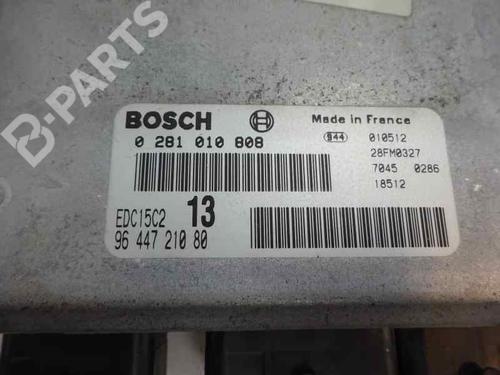 B-PARTS
BOSCH
Made in France
0 281 010 808
944 010512
28FM0327
7045 0286
18512
EDC15C2 13
96 447 210 80